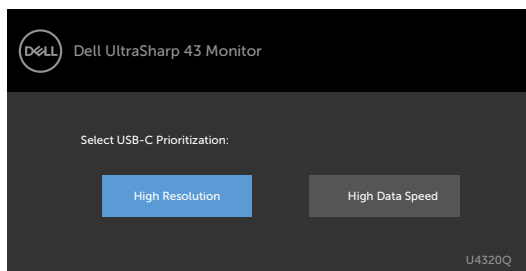 DELL
Dell UltraSharp 43 Monitor
Select USB-C Prioritization:
High Resolution
High Data Speed
U4320Q